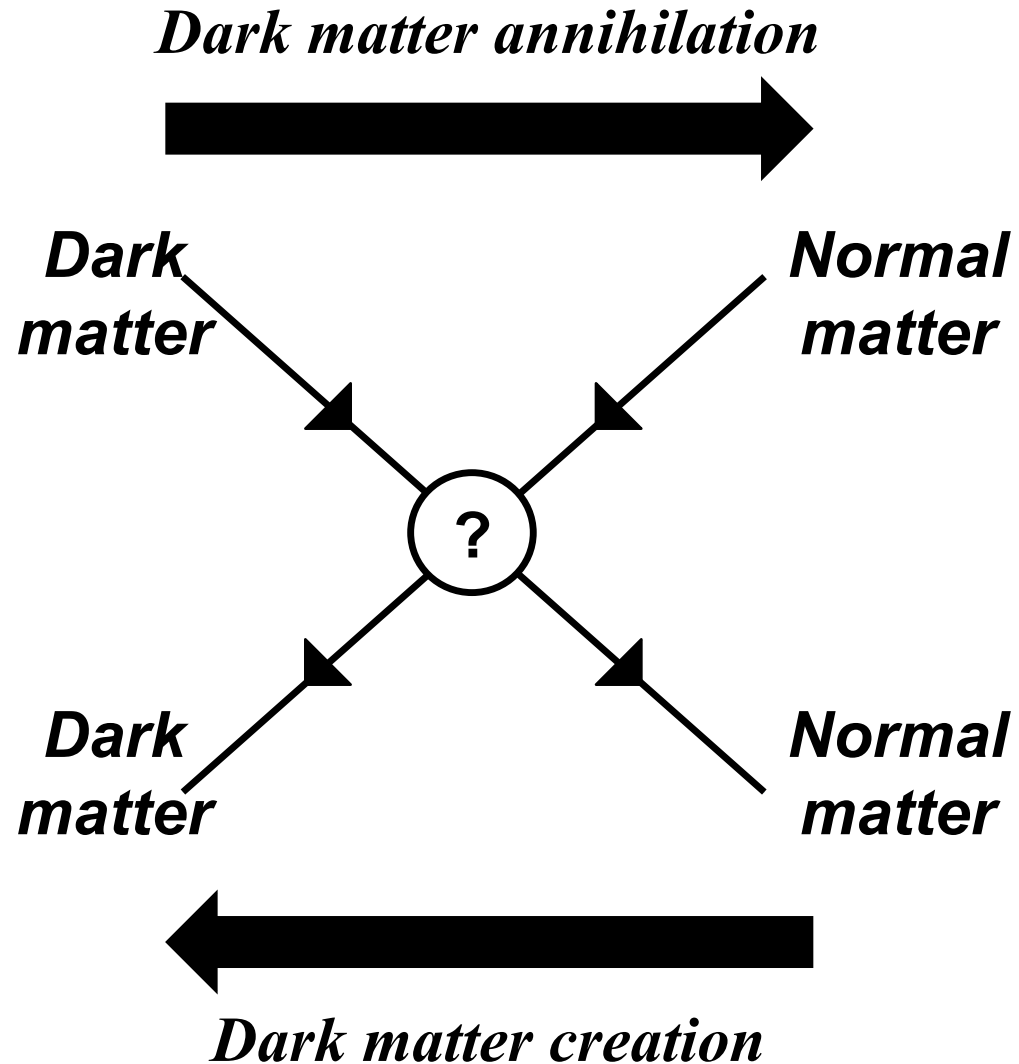 Dark matter annihilation
Dark
matter
Normal
matter
?
Dark
matter
Normal
matter
Dark matter creation